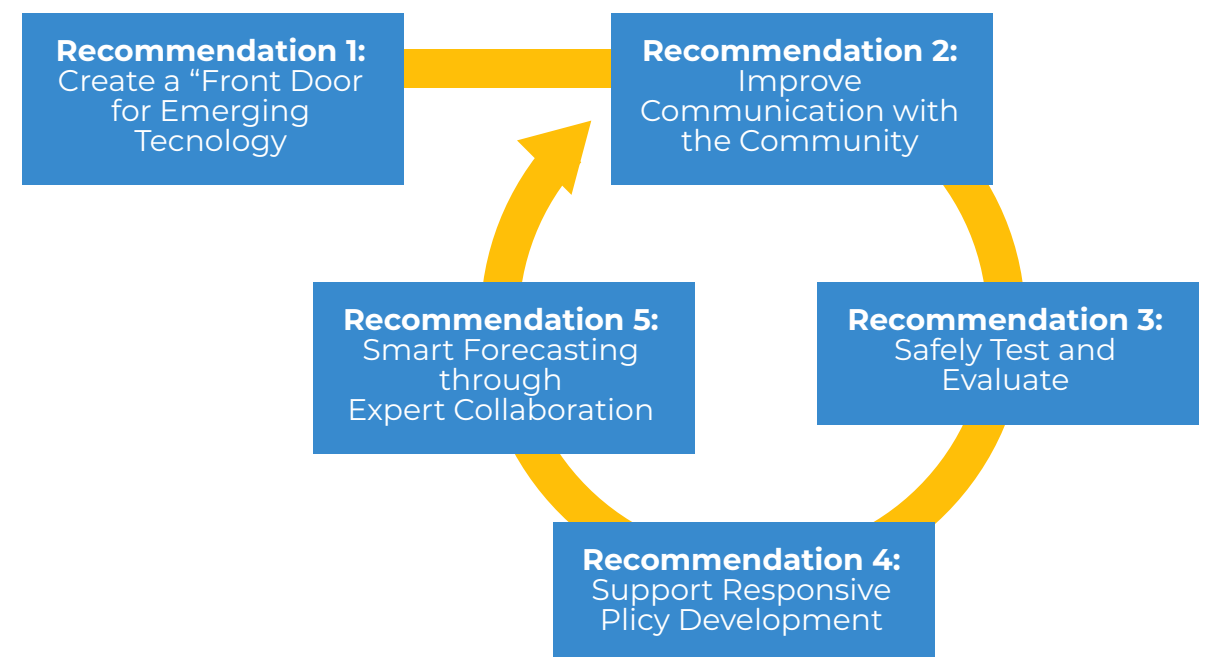 Recommendation 1:
Create a “Front Door
for Emerging
Tecnology
Recommendation 2:
Improve
Communication with
the Community
Recommendation 3:
Safely Test and
Evaluate
Recommendation 4:
Support Responsive
Plicy Development
Recommendation 5:
Smart Forecasting
through
Expert Collaboration